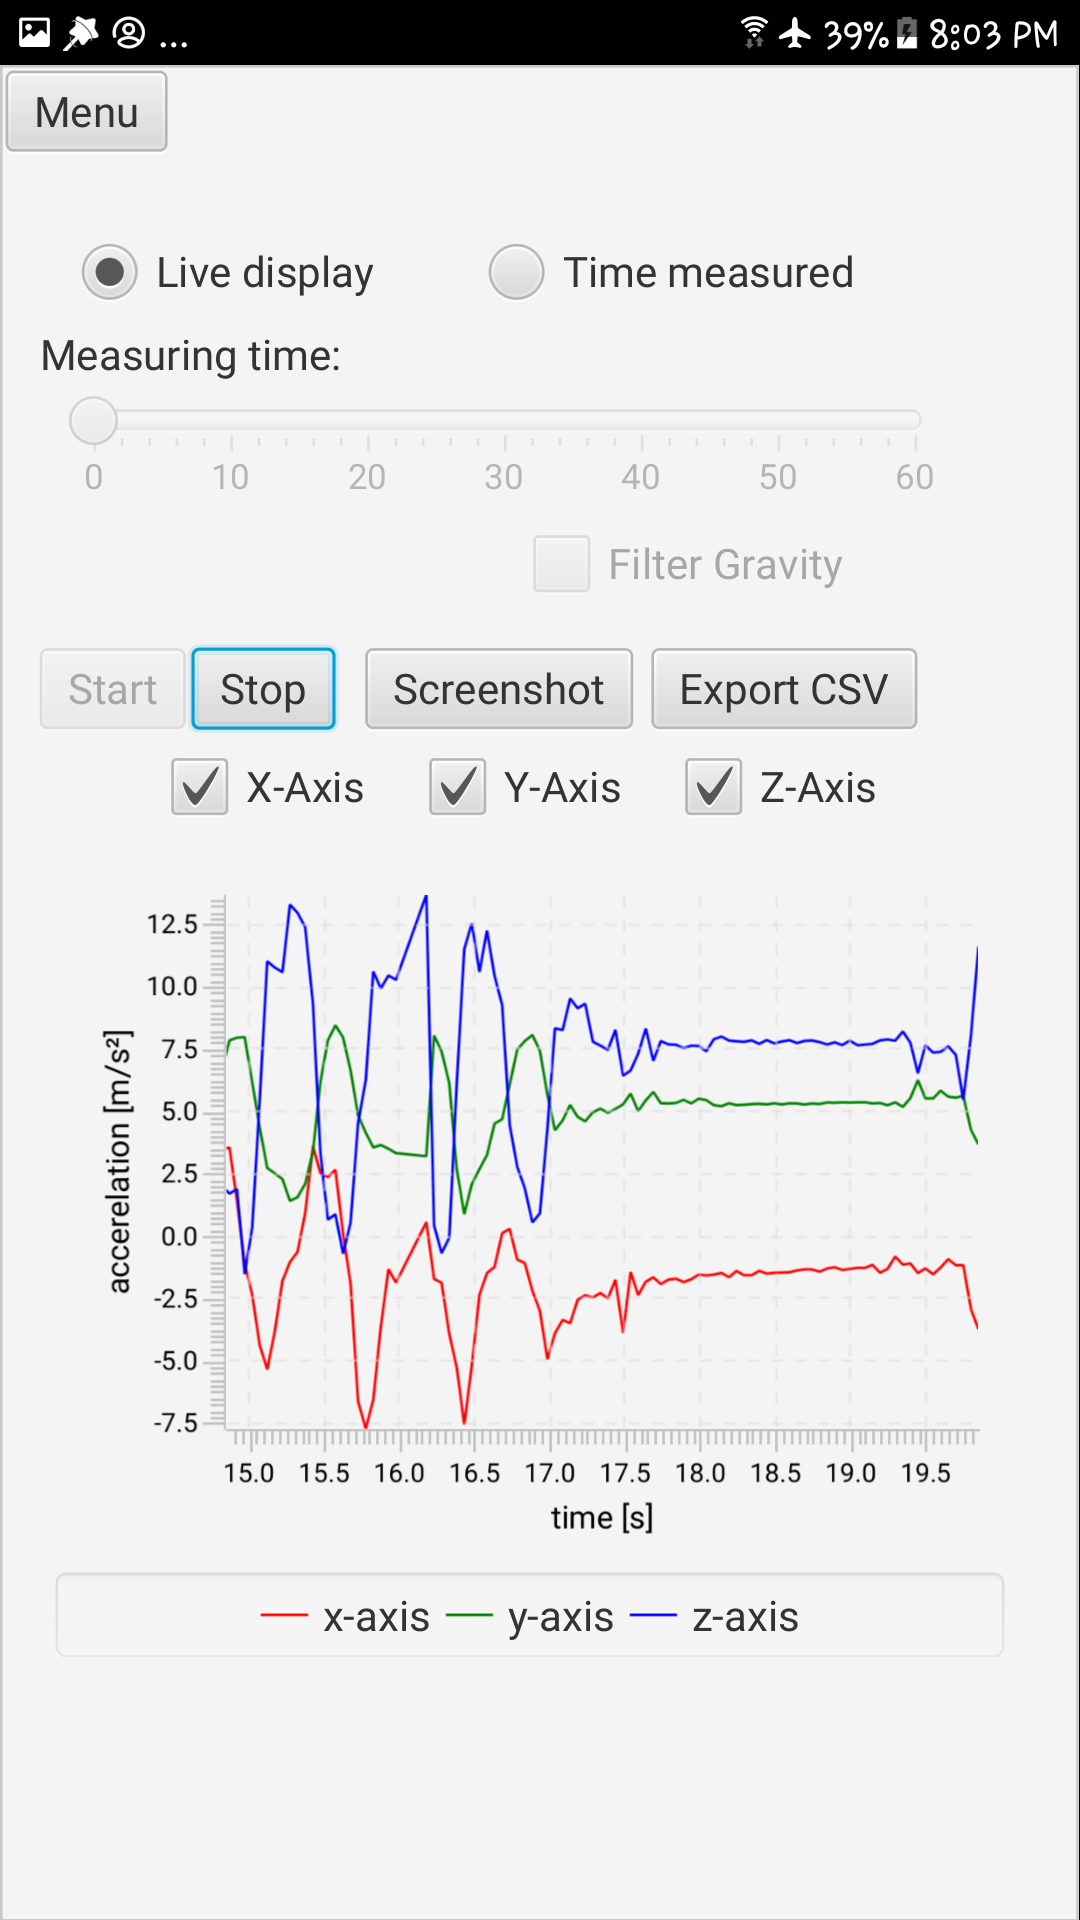 ... 39% 8:03 PM
Menu
Live display Time measured
Measuring time:
0 10 20 30 40 50 60
Filter Gravity
Start Stop Screenshot Export CSV
X-Axis Y-Axis Z-Axis
12.5
10.0
7.5
5.0
2.5
0.0
-2.5
-5.0
-7.5
accerelation [m/s²]
15.0 15.5 16.0 16.5 17.0 17.5 18.0 18.5 19.0 19.5
time [s]
x-axis y-axis z-axis